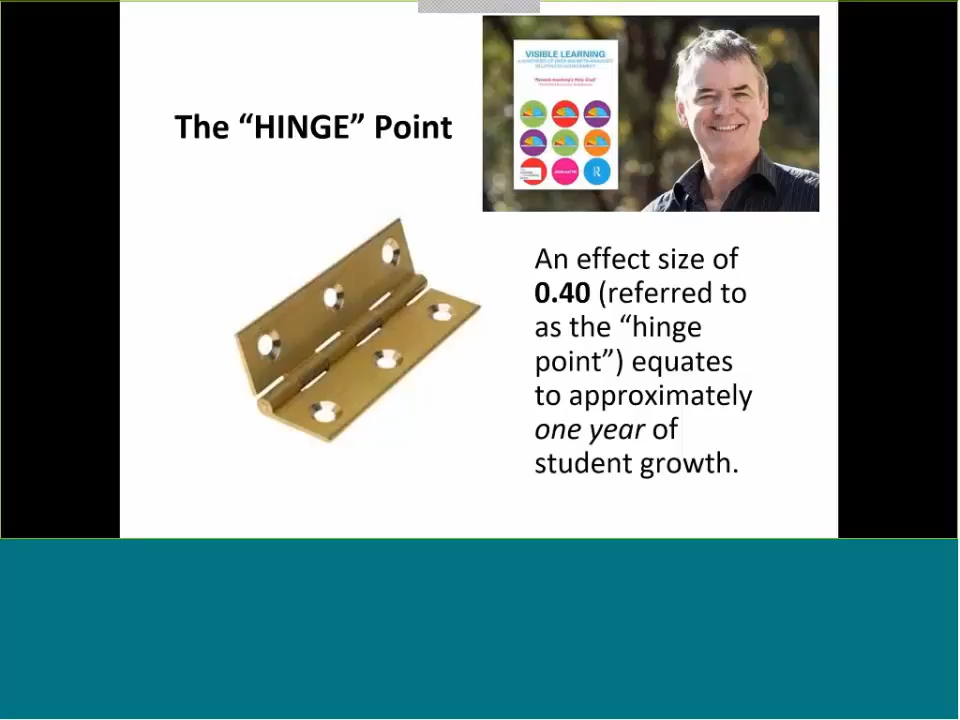 VISIBLE LEARNING
The “HINGE” Point
An effect size of
0.40 (referred to
as the “hinge
point”) equates
to approximately
one year of
student growth.